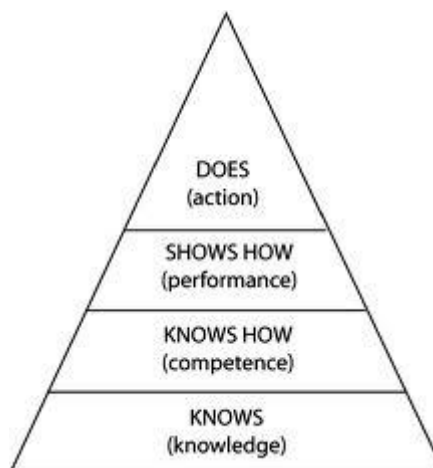 DOES
(action)
SHOWS HOW
(performance)
KNOWS HOW
(competence)
KNOWS
(knowledge)